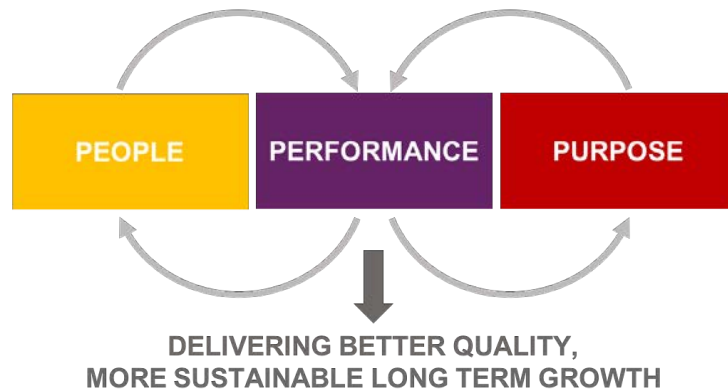 PEOPLE
PERFORMANCE
PURPOSE
DELIVERING BETTER QUALITY,
MORE SUSTAINABLE LONG TERM GROWTH